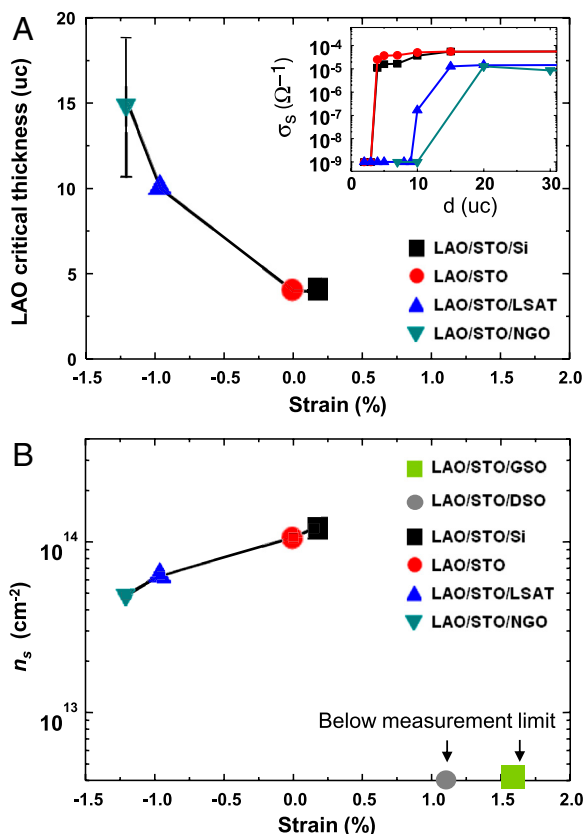 A
LAO critical thickness (uc)
20
15
10
5
0
-1.5 -1.0 -0.5 0.0 0.5 1.0 1.5 2.0
Strain (%)
σS (Ω−1)
10-4
10-5
10-6
10-7
10-8
10-9
0 10 20 30
d (uc)
LAO/STO/Si
LAO/STO
LAO/STO/LSAT
LAO/STO/NGO
B
ns (cm-2)
10^14
10^13
LAO/STO/GSO
LAO/STO/DSO
LAO/STO/Si
LAO/STO
LAO/STO/LSAT
LAO/STO/NGO
Below measurement limit
-1.5 -1.0 -0.5 0.0 0.5 1.0 1.5 2.0
Strain (%)